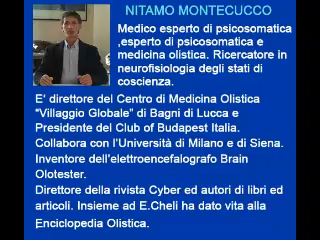 NITAMO MONTECUCCO
Medico esperto di psicosomatica
,esperto di psicosomatica e
medicina olistica. Ricercatore in
neurofisiologia degli stati di
coscienza.
E' direttore del Centro di Medicina Olistica
“Villaggio Globale” di Bagni di Lucca e
Presidente del Club of Budapest Italia.
Collabora con l'Università di Milano e di Siena.
Inventore dell'elettroencefalografo Brain
Olotester.
Direttore della rivista Cyber ed autori di libri ed
articoli. Insieme ad E.Cheli ha dato vita alla
Enciclopedia Olistica.